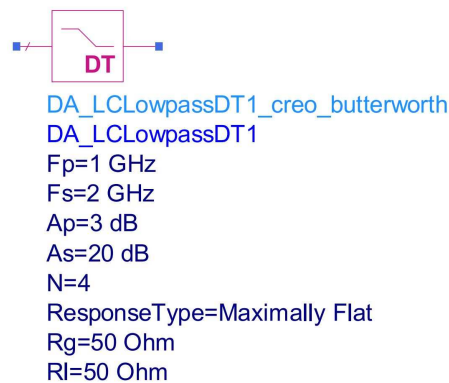 DT
DA_LCLowpassDT1_creo_butterworth
DA_LCLowpassDT1
Fp=1 GHz
Fs=2 GHz
Ap=3 dB
As=20 dB
N=4
ResponseType=Maximally Flat
Rg=50 Ohm
Rl=50 Ohm